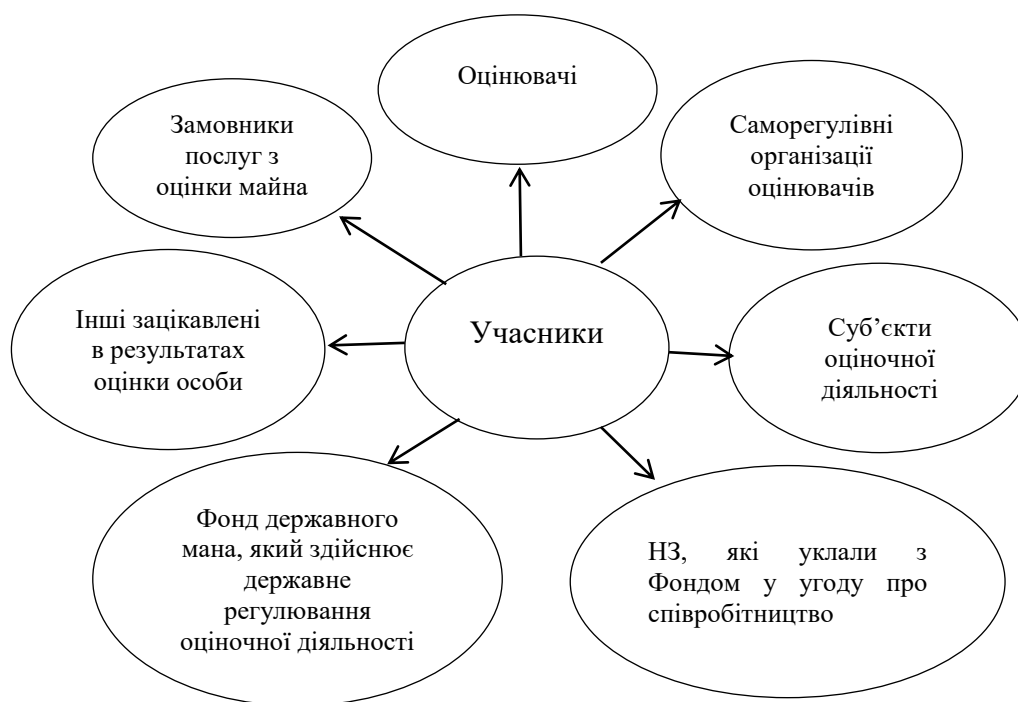 Оцінювачі
Замовники
послуг з
оцінки майна
Саморегулівні
організації
оцінювачів
Інші зацікавлені
в результатах
оцінки особи
Учасники
Суб’єкти
оціночної
діяльності
Фонд державного
мана, який здійснює
державне
регулювання
оціночної діяльності
НЗ, які уклали з
Фондом у угоду про
співробітництво